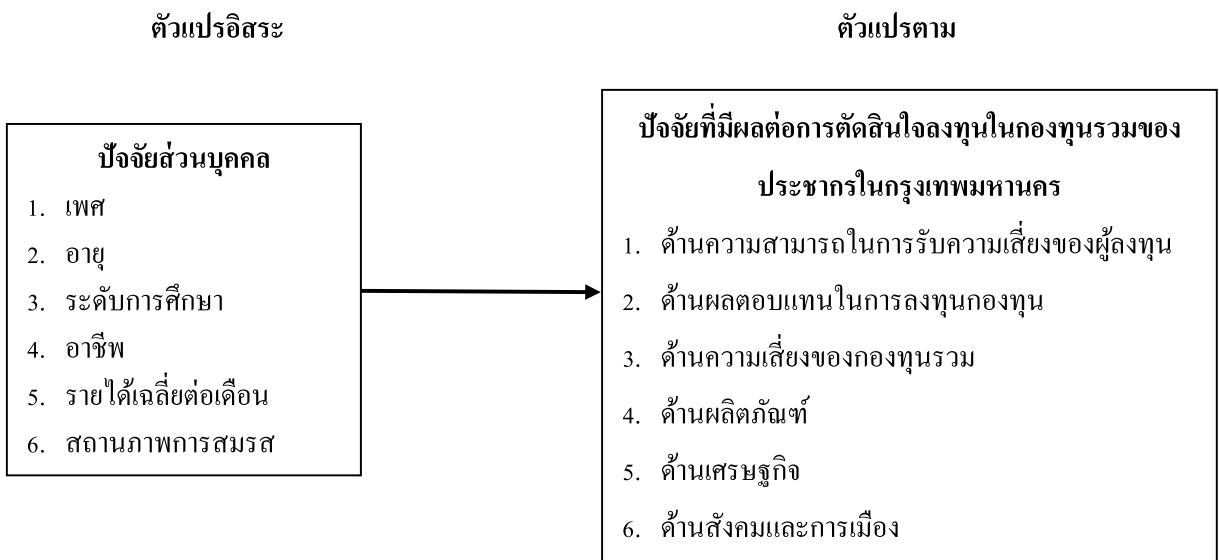 ตัวแปรอิสระ
ตัวแปรตาม
ปัจจัยส่วนบุคคล
1. เพศ
2. อายุ
3. ระดับการศึกษา
4. อาชีพ
5. รายได้เฉลี่ยต่อเดือน
6. สถานภาพการสมรส
ปัจจัยที่มีผลต่อการตัดสินใจลงทุนในกองทุนรวมของ
ประชากรในกรุงเทพมหานคร
1. ด้านความสามารถในการรับความเสี่ยงของผู้ลงทุน
2. ด้านผลตอบแทนในการลงทุนกองทุน
3. ด้านความเสี่ยงของกองทุนรวม
4. ด้านผลิตภัณฑ์
5. ด้านเศรษฐกิจ
6. ด้านสังคมและการเมือง